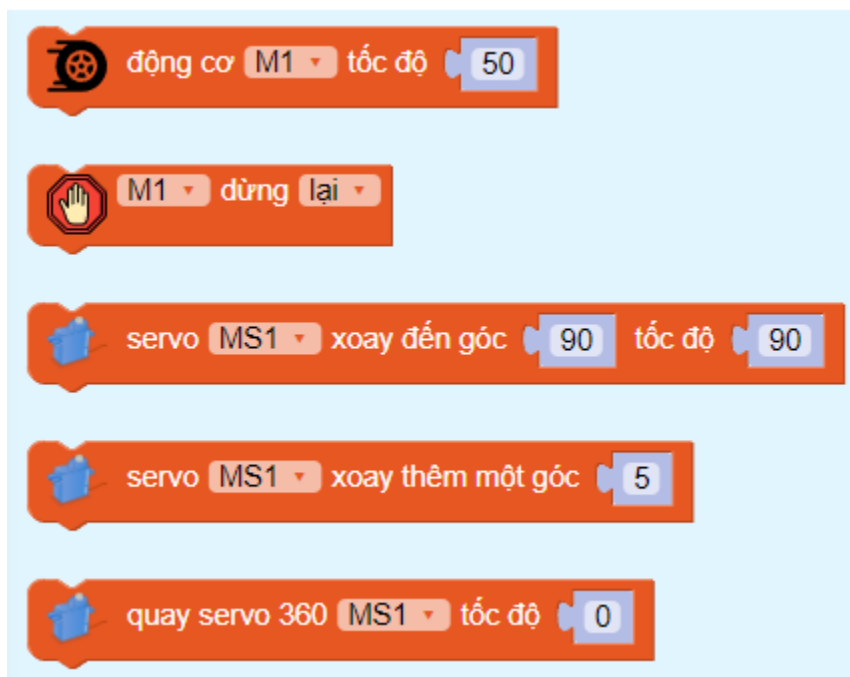 động cơ M1 tốc độ 50
M1 dừng lại
servo MS1 xoay đến góc 90 tốc độ 90
servo MS1 xoay thêm một góc 5
quay servo 360 MS1 tốc độ 0